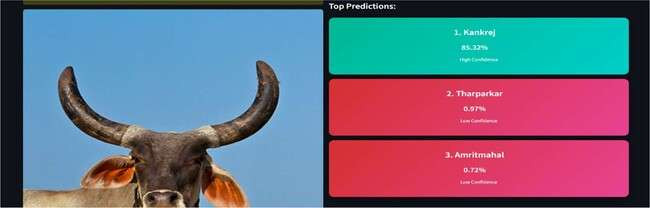 Top Predictions:
1. Kankrej
85.32%
High Confidence
2. Tharparkar
0.97%
Low Confidence
3. Amritmahal
0.72%
Low Confidence